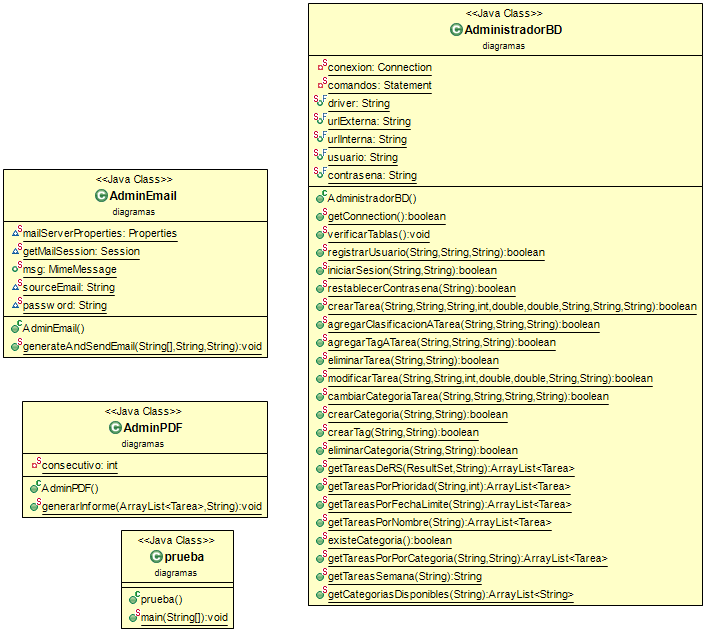 <<Java Class>>
AdministradorBD
diagramas
conexion: Connection
comandos: Statement
driver: String
urlExterna: String
urlInterna: String
usuario: String
contrasena: String
AdministradorBD()
getConnection():boolean
verificarTablas():void
registrarUsuario(String,String,String):boolean
iniciarSesion(String,String):boolean
restablecerContrasena(String):boolean
crearTarea(String,String,String,int,double,double,String,String,String):boolean
agregarClasificacionATarea(String,String,String):boolean
agregarTagATarea(String,String,String):boolean
eliminarTarea(String,String):boolean
modificarTarea(String,String,int,double,double,String,String):boolean
cambiarCategoriaTarea(String,String,String,String):boolean
crearCategoria(String,String):boolean
crearTag(String,String):boolean
eliminarCategoria(String,String):boolean
getTareasDeRS(ResultSet,String):ArrayList<Tarea>
getTareasPorPrioridad(String,int):ArrayList<Tarea>
getTareasPorFechaLimite(String):ArrayList<Tarea>
getTareasPorNombre(String):ArrayList<Tarea>
existeCategoria():boolean
getTareasPorPorCategoria(String,String):ArrayList<Tarea>
getTareasSemana(String):String
getCategoriasDisponibles(String):ArrayList<String>
<<Java Class>>
AdminEmail
diagramas
mailServerProperties: Properties
getMailSession: Session
msg: MimeMessage
sourceEmail: String
password: String
AdminEmail()
generateAndSendEmail(String[],String,String):void
<<Java Class>>
AdminPDF
diagramas
consecutivo: int
AdminPDF()
generarInforme(ArrayList<Tarea>,String):void
<<Java Class>>
prueba
diagramas
prueba()
main(String[]):void